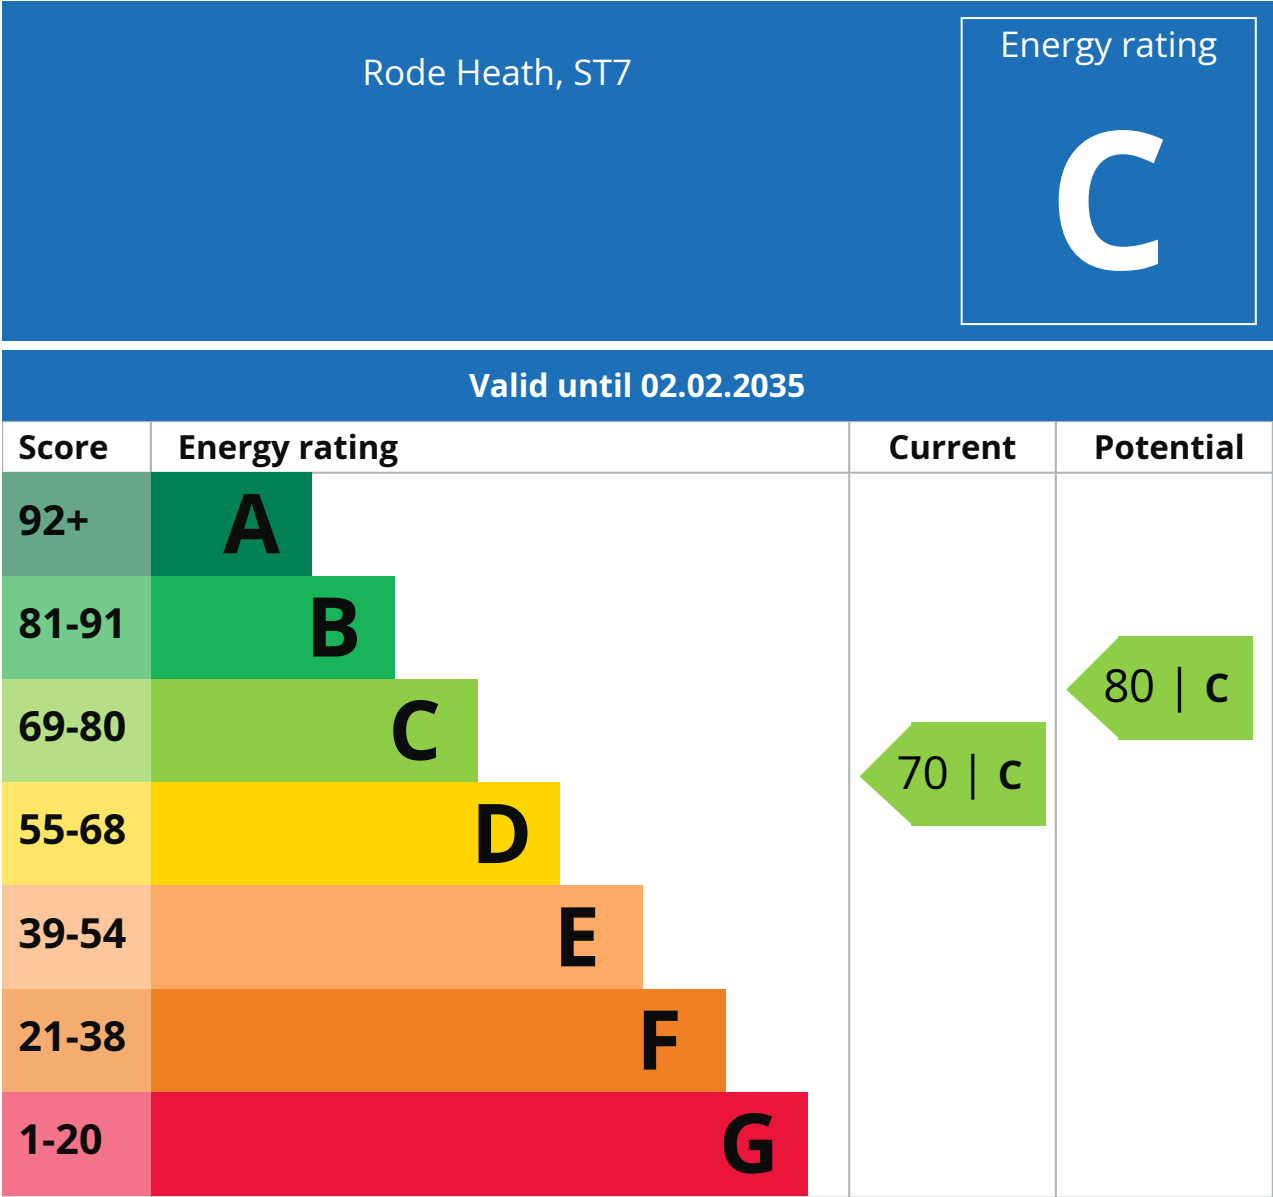 Rode Heath, ST7
Energy rating
C
Valid until 02.02.2035
Score Energy rating Current Potential
92+ A
81-91 B
69-80 C
80 | C
70 | C
55-68 D
39-54 E
21-38 F
1-20 G